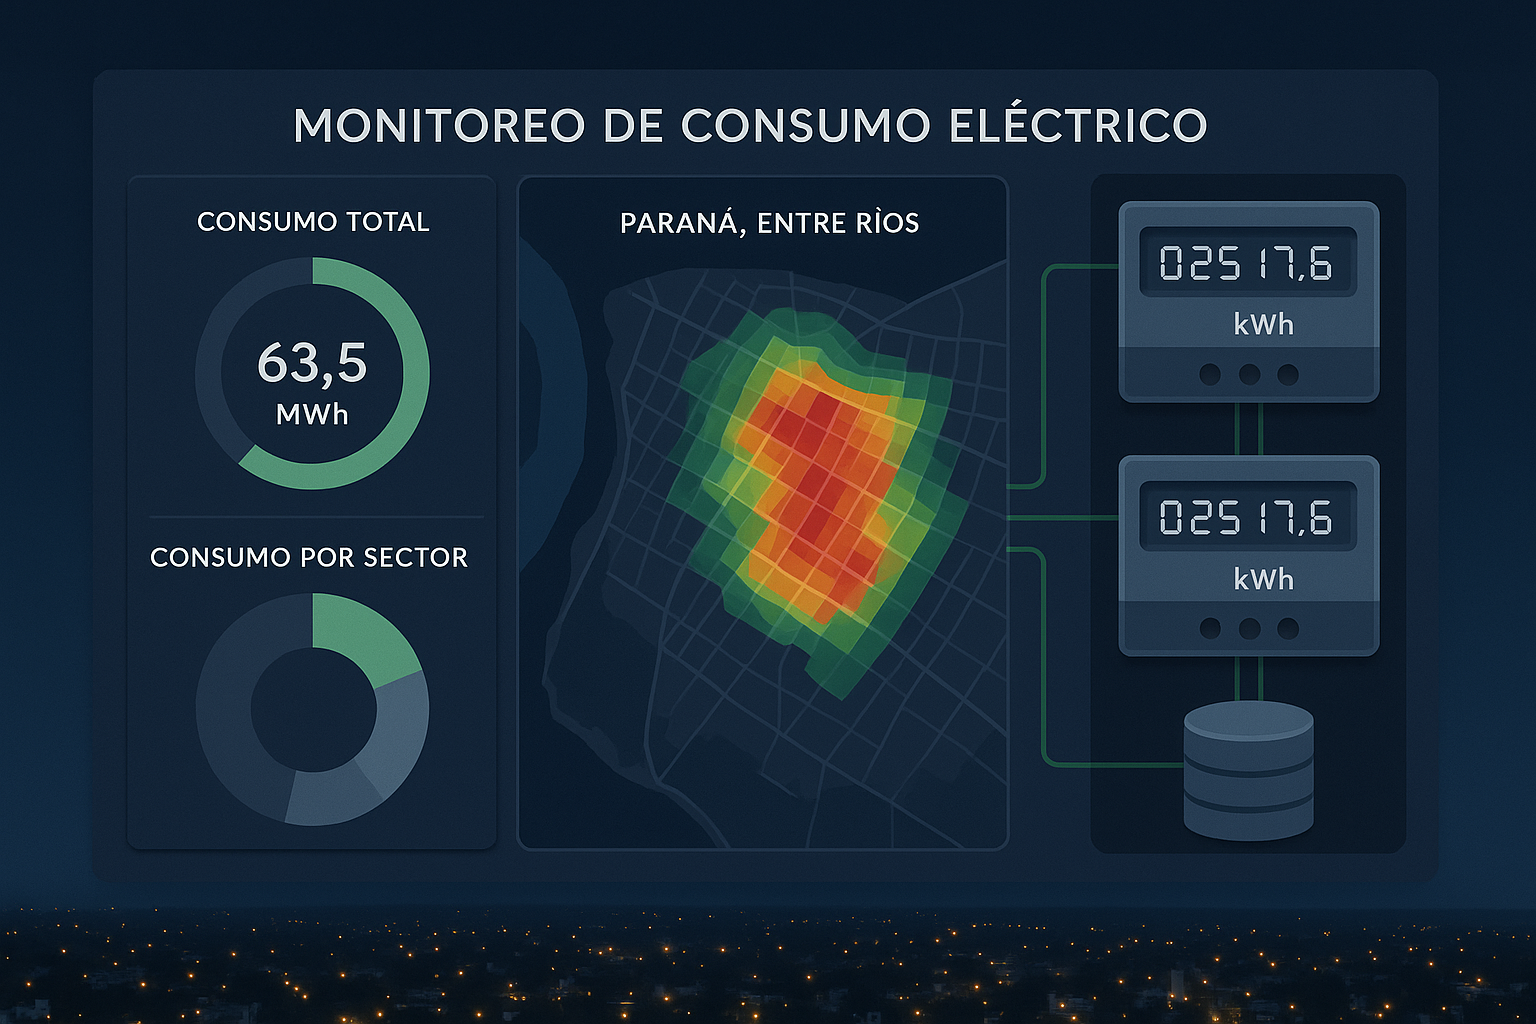 MONITOREO DE CONSUMO ELÉCTRICO
CONSUMO TOTAL
63,5
MWh
CONSUMO POR SECTOR
PARANÁ, ENTRE RÌOS
02517,6
kWh
02517,6
kWh